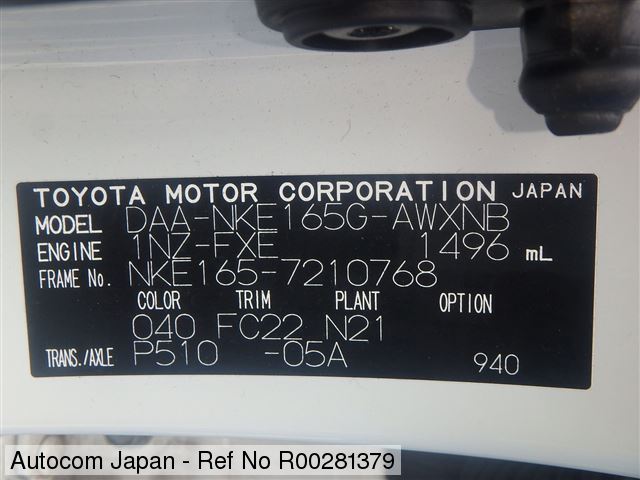 TOYOTA MOTOR CORPORATION JAPAN
MODEL DAA-NKE165G-AWXNB
ENGINE 1NZ-FXE 1496 mL
FRAME No. NKE165-7210768
COLOR TRIM PLANT OPTION
040 FC22 N21
TRANS./AXLE P510 -05A 940
Autocom Japan - Ref No R00281379